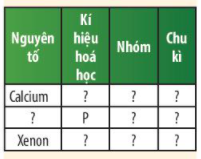 Nguyên tố | Kí hiệu hoá học | Nhóm | Chu kì
Calcium | ? | ? | ?
? | P | ? | ?
Xenon | ? | ? | ?